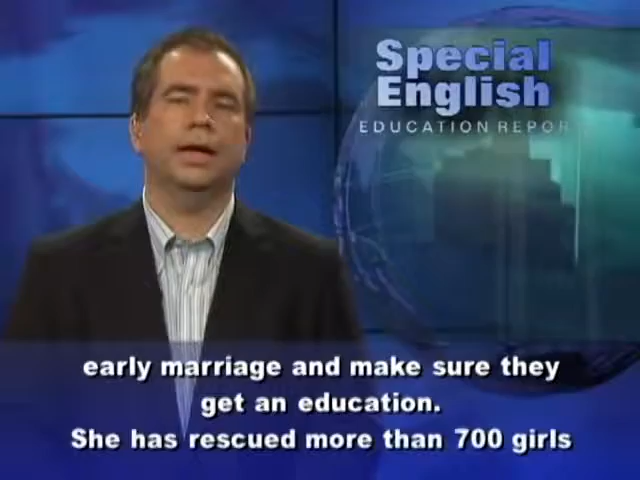 Special
English
EDUCATION REPORT
early marriage and make sure they
get an education.
She has rescued more than 700 girls